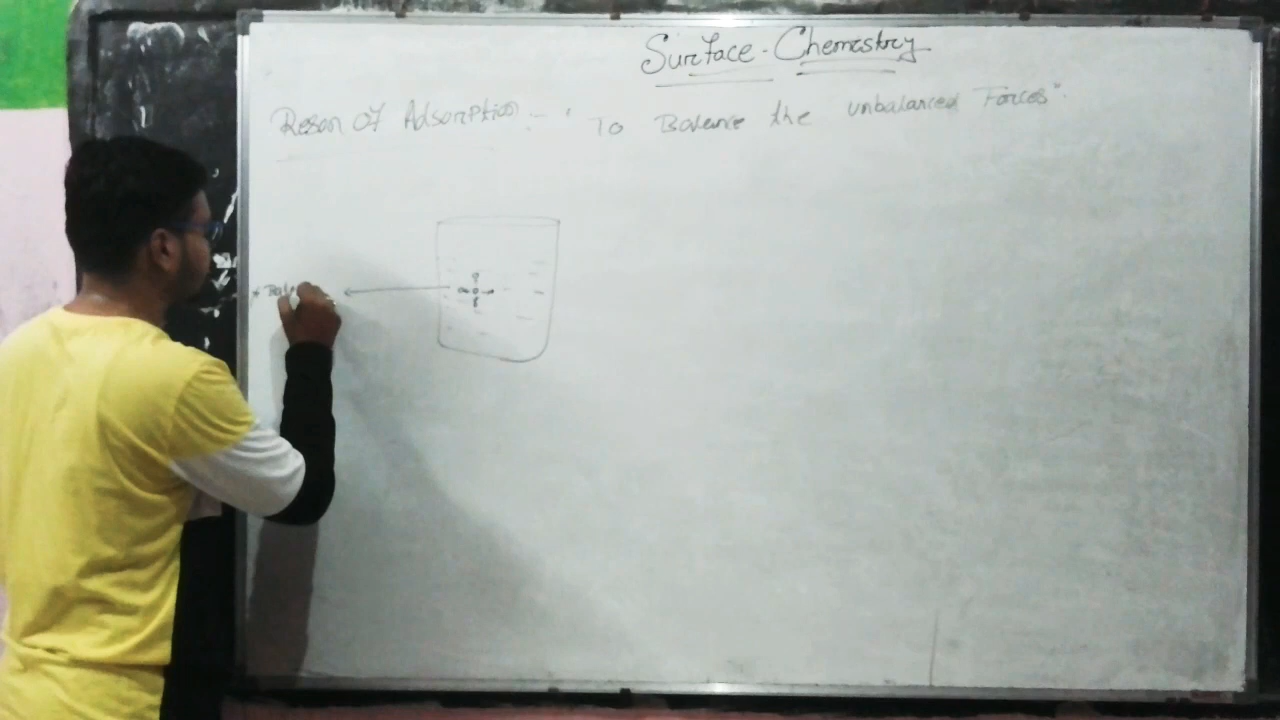 Surface - Chemistry
Reson Of Adsorption :- "To Balance the unbalanced Forces".